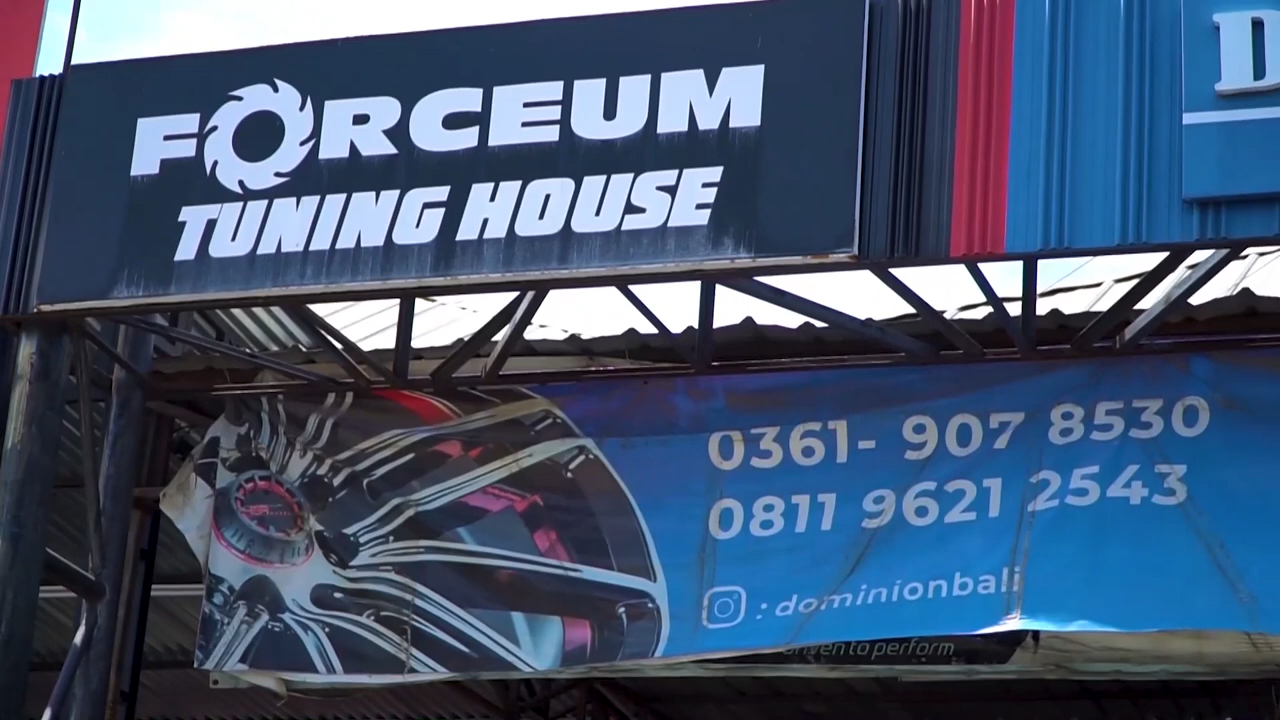 FORCEUM
TUNING HOUSE
D
0361- 907 8530
0811 9621 2543
: dominionbali
driven to perform